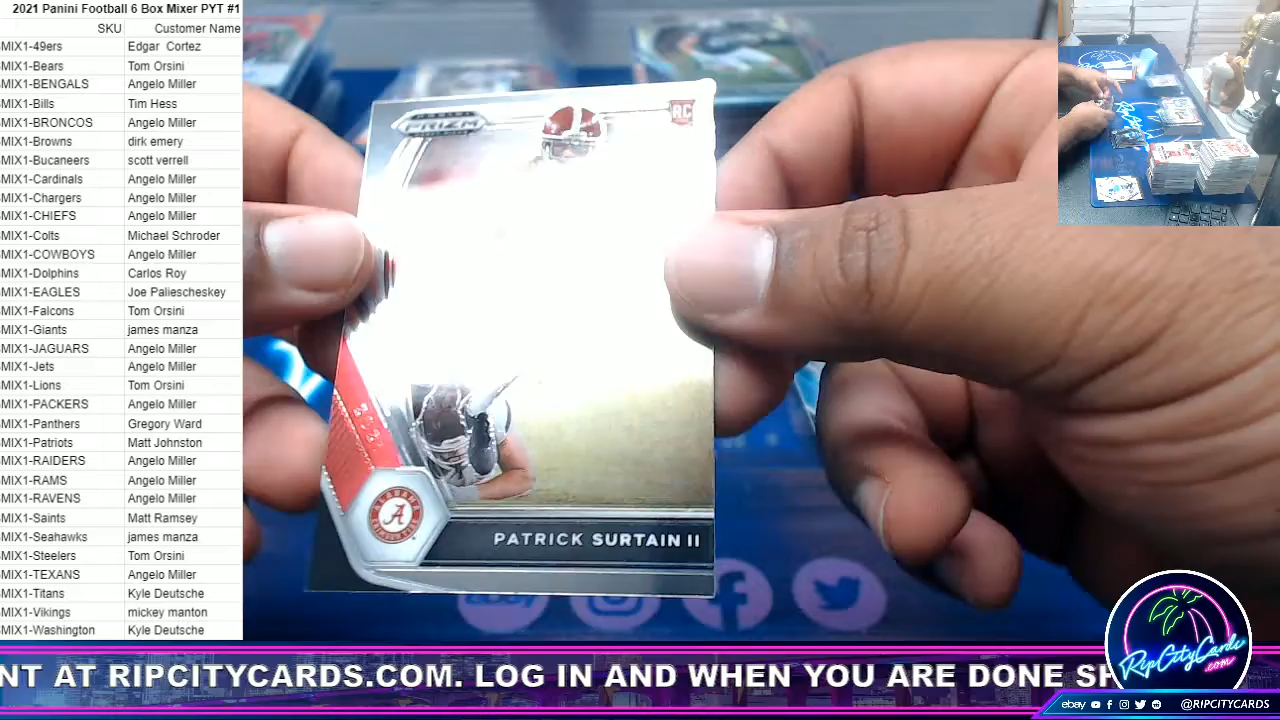 2021 Panini Football 6 Box Mixer PYT #1
SKU Customer Name
MIX1-49ers Edgar Cortez
MIX1-Bears Tom Orsini
MIX1-BENGALS Angelo Miller
MIX1-Bills Tim Hess
MIX1-BRONCOS Angelo Miller
MIX1-Browns dirk emery
MIX1-Bucaneers scott verrell
MIX1-Cardinals Angelo Miller
MIX1-Chargers Angelo Miller
MIX1-CHIEFS Angelo Miller
MIX1-Colts Michael Schroder
MIX1-COWBOYS Angelo Miller
MIX1-Dolphins Carlos Roy
MIX1-EAGLES Joe Paliescheskey
MIX1-Falcons Tom Orsini
MIX1-Giants james manza
MIX1-JAGUARS Angelo Miller
MIX1-Jets Angelo Miller
MIX1-Lions Tom Orsini
MIX1-PACKERS Angelo Miller
MIX1-Panthers Gregory Ward
MIX1-Patriots Matt Johnston
MIX1-RAIDERS Angelo Miller
MIX1-RAMS Angelo Miller
MIX1-RAVENS Angelo Miller
MIX1-Saints Matt Ramsey
MIX1-Seahawks james manza
MIX1-Steelers Tom Orsini
MIX1-TEXANS Angelo Miller
MIX1-Titans Kyle Deutsche
MIX1-Vikings mickey manton
MIX1-Washington Kyle Deutsche
PANINI
PRIZM
RC
ALABAMA
A
PATRICK SURTAIN II
ebay
NT AT RIPCITYCARDS.COM. LOG IN AND WHEN YOU ARE DONE SH
RipCityCards
.com
ebay @RIPCITYCARDS